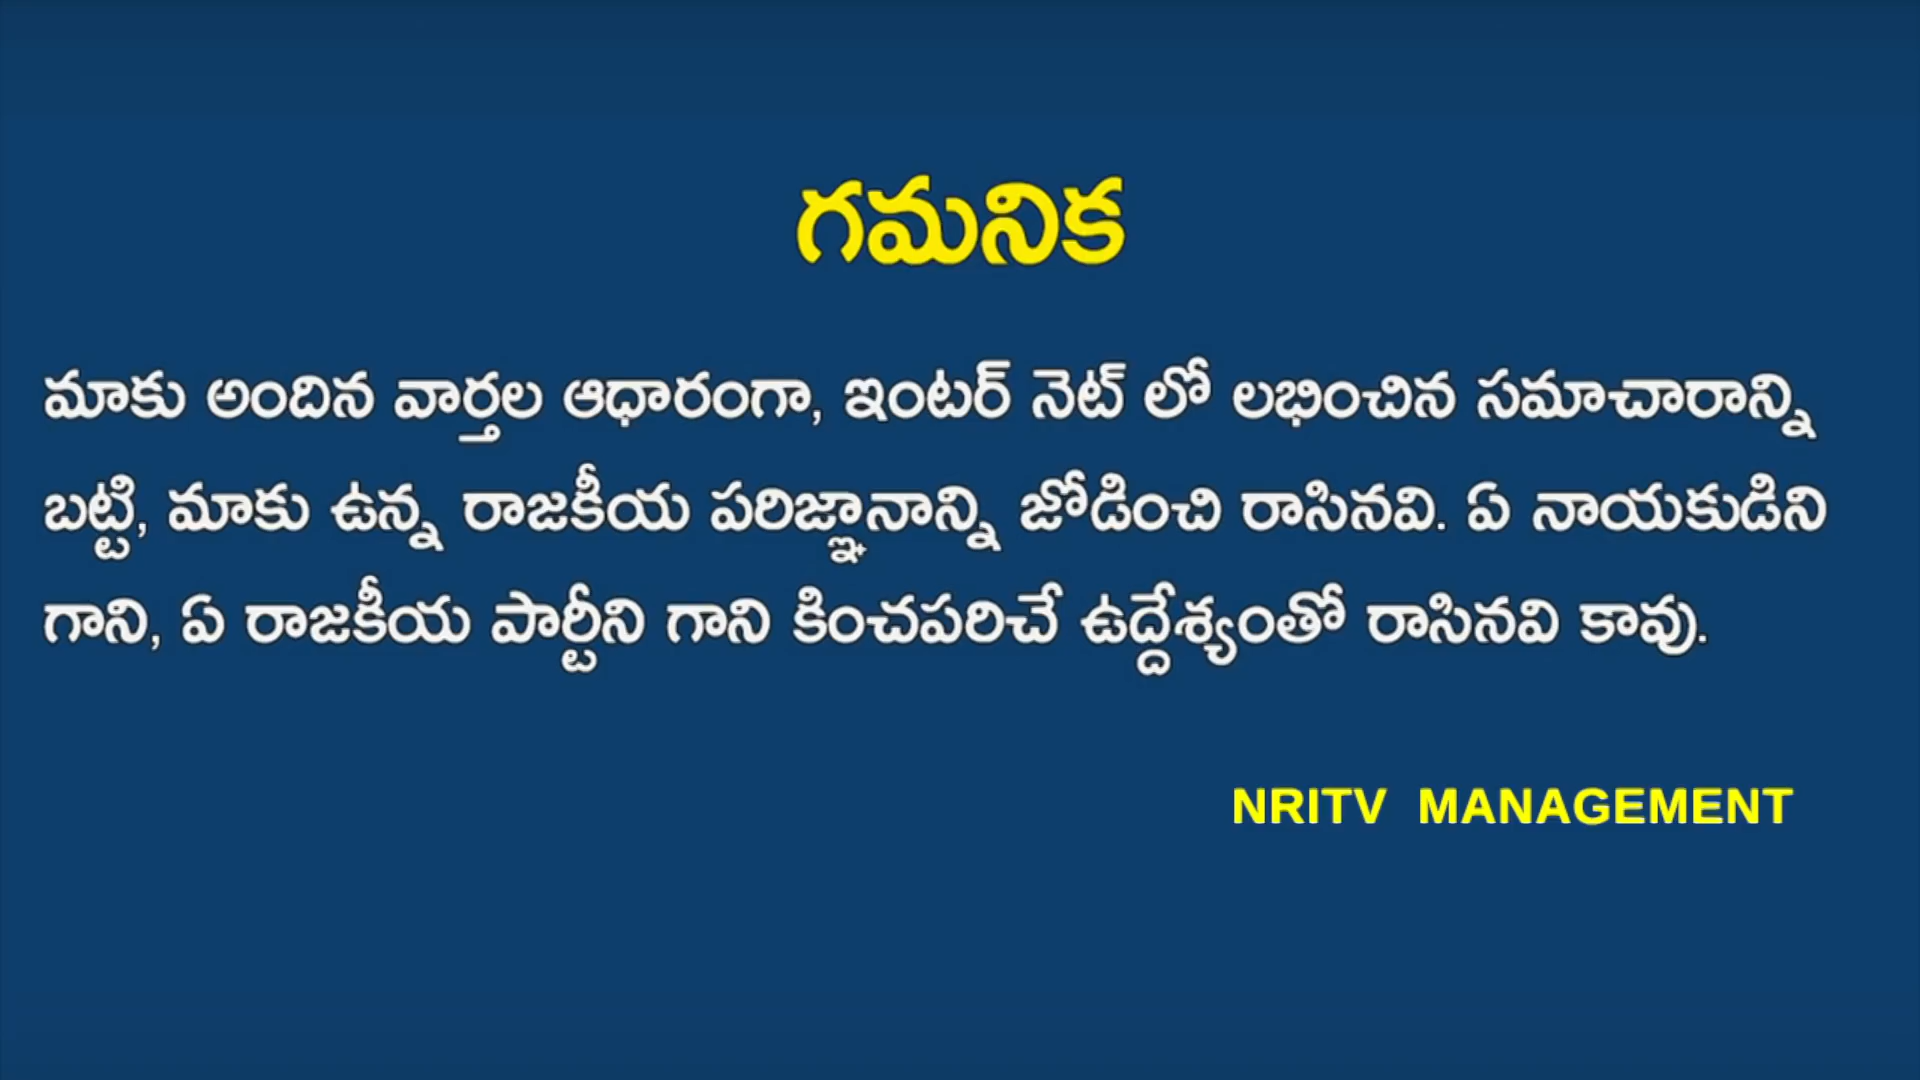 గమనిక
మాకు అందిన వార్తల ఆధారంగా, ఇంటర్ నెట్ లో లభించిన సమాచారాన్ని
బట్టి, మాకు ఉన్న రాజకీయ పరిజ్ఞానాన్ని జోడించి రాసినవి. ఏ నాయకుడిని
గాని, ఏ రాజకీయ పార్టీని గాని కించపరిచే ఉద్దేశ్యంతో రాసినవి కావు.
NRITV MANAGEMENT